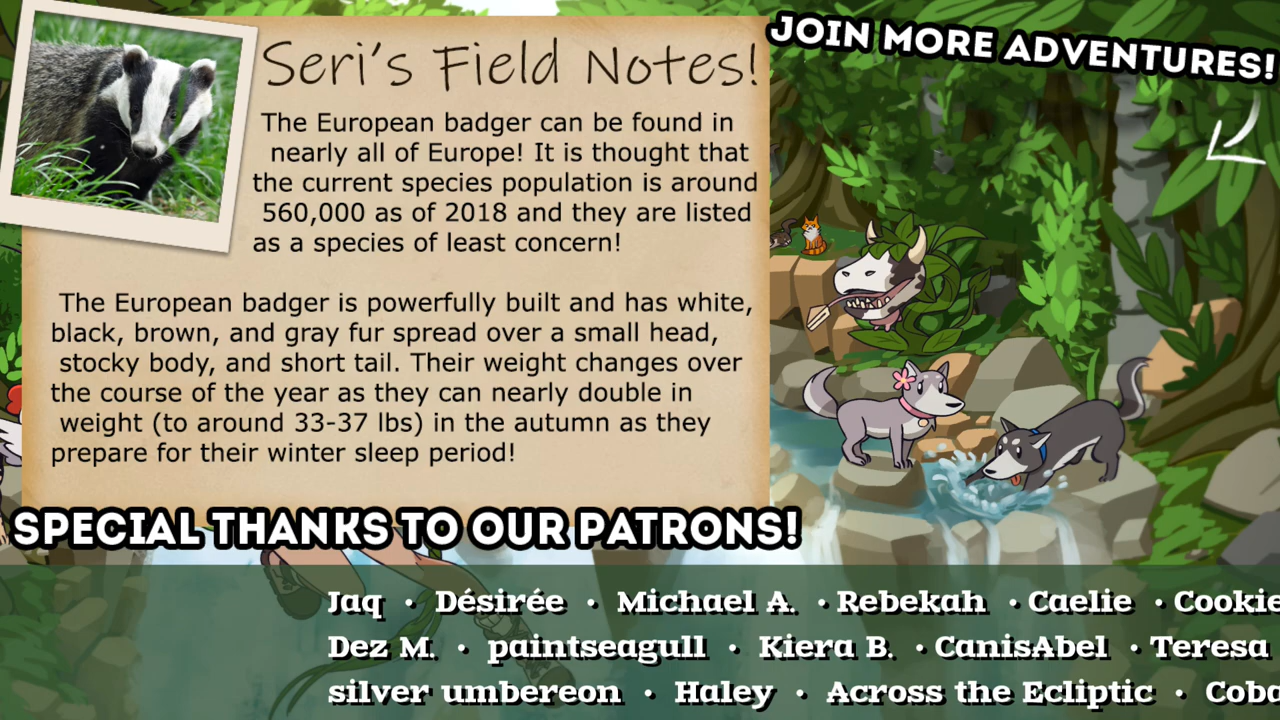 Seri's Field Notes!
JOIN MORE ADVENTURES!
The European badger can be found in
nearly all of Europe! It is thought that
the current species population is around
560,000 as of 2018 and they are listed
as a species of least concern!
The European badger is powerfully built and has white,
black, brown, and gray fur spread over a small head,
stocky body, and short tail. Their weight changes over
the course of the year as they can nearly double in
weight (to around 33-37 lbs) in the autumn as they
prepare for their winter sleep period!
SPECIAL THANKS TO OUR PATRONS!
Jaq • Désirée • Michael A. • Rebekah • Caelie • Cookie
Dez M. • paintseagull • Kiera B. • CanisAbel • Teresa
silver umbereon • Haley • Across the Ecliptic •